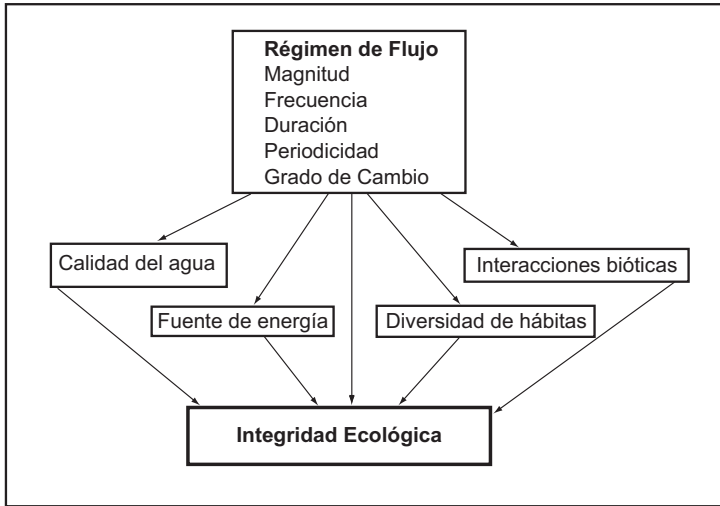 Régimen de Flujo
Magnitud
Frecuencia
Duración
Periodicidad
Grado de Cambio
Calidad del agua
Interacciones bióticas
Fuente de energía
Diversidad de hábitas
Integridad Ecológica